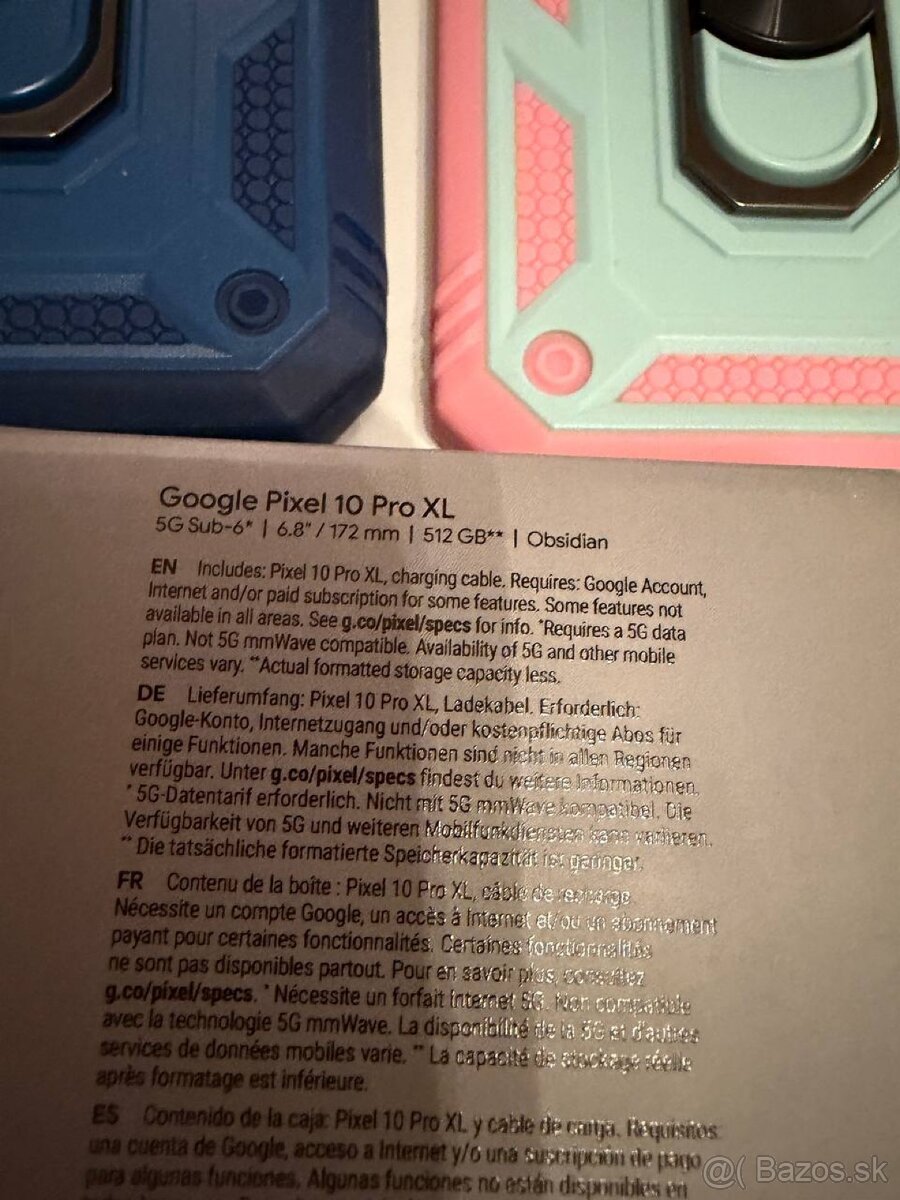 Google Pixel 10 Pro XL
5G Sub-6* | 6.8" / 172 mm | 512 GB** | Obsidian
EN Includes: Pixel 10 Pro XL, charging cable. Requires: Google Account,
Internet and/or paid subscription for some features. Some features not
available in all areas. See g.co/pixel/specs for info. *Requires a 5G data
plan. Not 5G mmWave compatible. Availability of 5G and other mobile
services vary. **Actual formatted storage capacity less.
DE Lieferumfang: Pixel 10 Pro XL, Ladekabel. Erforderlich:
Google-Konto, Internetzugang und/oder kostenpflichtige Abos für
einige Funktionen. Manche Funktionen sind nicht in allen Regionen
verfügbar. Unter g.co/pixel/specs findest du weitere Informationen.
* 5G-Datentarif erforderlich. Nicht mit 5G mmWave kompatibel. Die
Verfügbarkeit von 5G und weiteren Mobilfunkdiensten kann variieren.
** Die tatsächliche formatierte Speicherkapazität ist geringer.
FR Contenu de la boîte : Pixel 10 Pro XL, câble de recharge.
Nécessite un compte Google, un accès à Internet et/ou un abonnement
payant pour certaines fonctionnalités. Certaines fonctionnalités
ne sont pas disponibles partout. Pour en savoir plus, consultez
g.co/pixel/specs. * Nécessite un forfait Internet 5G. Non compatible
avec la technologie 5G mmWave. La disponibilité de la 5G et d'autres
services de données mobiles varie. ** La capacité de stockage réelle
après formatage est inférieure.
ES Contenido de la caja: Pixel 10 Pro XL y cable de carga. Requisitos:
una cuenta de Google, acceso a Internet y/o una suscripción de pago
para algunas funciones. Algunas funciones no están disponibles en
@( Bazos.sk